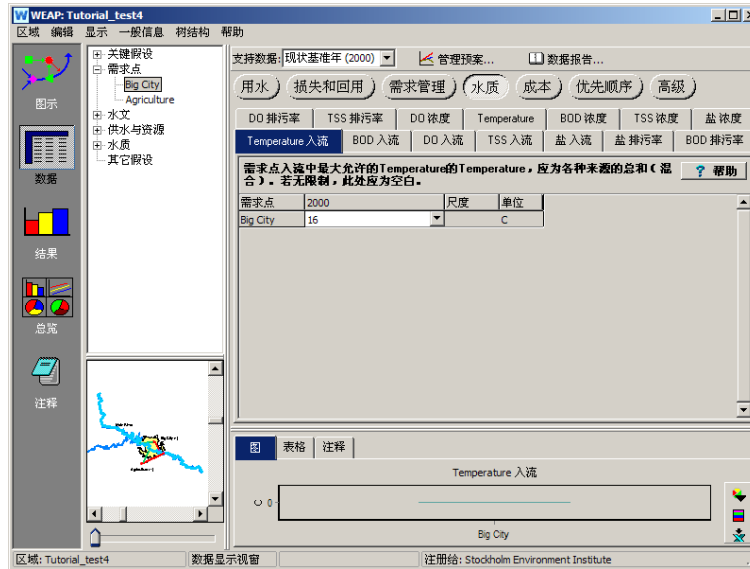 WEAP: Tutorial_test4
区域 编辑 显示 一般信息 树结构 帮助
图示
数据
结果
总览
注释
关键假设
需求点
Big City
Agriculture
水文
供水与资源
水质
其它假设
支持数据: 现状基准年 (2000) 管理预案... 数据报告...
用水 损失和回用 需求管理 水质 成本 优先顺序 高级
DO 排污率 TSS 排污率 DO 浓度 Temperature BOD 浓度 TSS 浓度 盐 浓度
Temperature 入流 BOD 入流 DO 入流 TSS 入流 盐 入流 盐 排污率 BOD 排污率
需求点入流中最大允许的Temperature的Temperature，应为各种来源的总和（混
合）。若无限制，此处应为空白。
? 帮助
需求点 2000 尺度 单位
Big City 16 C
图 表格 注释
Temperature 入流
C 0
Big City
区域: Tutorial_test4 数据显示视窗 注册给: Stockholm Environment Institute